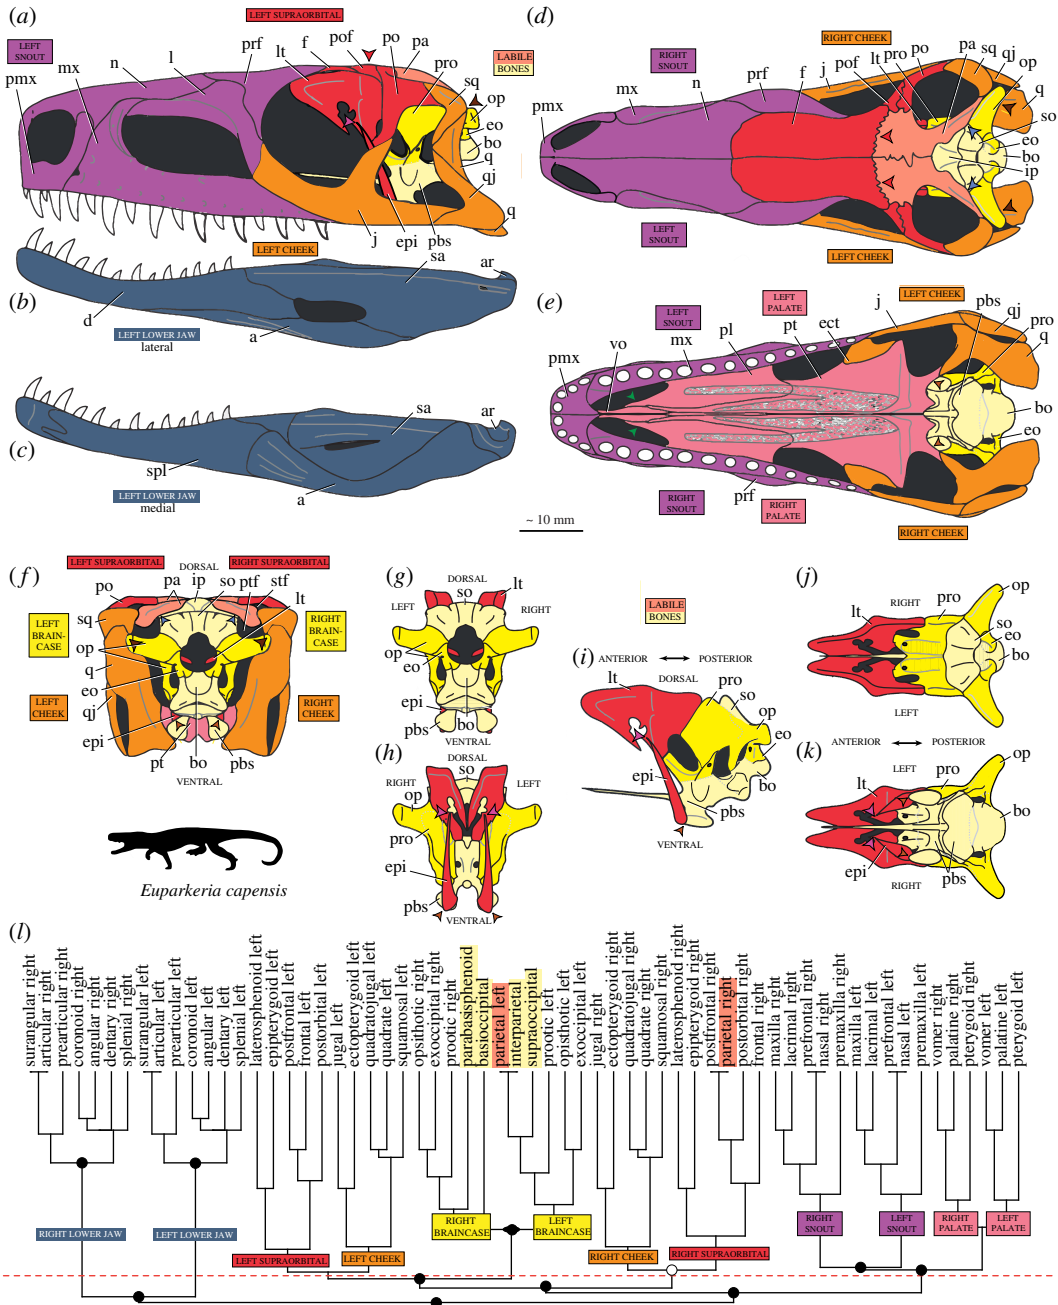 (a)
LEFT SUPRAORBITAL
LEFT
SNOUT
pmx
mx
n
l
prf
lt
f
pof
po
pa
LABILE
BONES
pro
sq
op
eo
bo
q
qj
q
j
epi
pbs
LEFT CHEEK
(b)
d
LEFT LOWER JAW
lateral
a
sa
ar
(c)
spl
LEFT LOWER JAW
medial
a
sa
ar
(d)
RIGHT
SNOUT
RIGHT CHEEK
pmx
mx
n
prf
f
j
pof
lt
pro
po
pa
sq
qj
op
q
so
eo
bo
ip
LEFT
SNOUT
LEFT CHEEK
(e)
LEFT
SNOUT
LEFT
PALATE
LEFT CHEEK
pmx
vo
mx
pl
pt
ect
j
pbs
qj
pro
q
bo
eo
prf
RIGHT
SNOUT
RIGHT
PALATE
RIGHT CHEEK
~ 10 mm
(f)
LEFT SUPRAORBITAL
DORSAL
RIGHT SUPRAORBITAL
po
pa
ip
so
ptf
stf
lt
sq
LEFT
BRAIN-
CASE
RIGHT
BRAIN-
CASE
op
q
eo
LEFT
CHEEK
RIGHT
CHEEK
qj
epi
pt
bo
pbs
VENTRAL
Euparkeria capensis
(g)
DORSAL
so
lt
LEFT
RIGHT
op
eo
epi
pbs
bo
VENTRAL
(h)
DORSAL
so
RIGHT
LEFT
op
pro
epi
pbs
VENTRAL
LABILE
BONES
(i)
ANTERIOR
POSTERIOR
lt
DORSAL
pro
so
op
eo
bo
epi
pbs
VENTRAL
(j)
RIGHT
lt
pro
op
so
eo
bo
LEFT
(k)
ANTERIOR
POSTERIOR
LEFT
lt
pro
op
bo
epi
pbs
RIGHT
(l)
surangular right
articular right
prearticular right
coronoid right
angular right
dentary right
splenial right
surangular left
articular left
prearticular left
coronoid left
angular left
dentary left
splenial left
laterosphenoid left
epipterygoid left
postfrontal left
frontal left
postorbital left
jugal left
ectopterygoid left
quadratojugal left
quadrate left
squamosal left
opisthotic right
exoccipital right
prootic right
parabasisphenoid
basioccipital
parietal left
interparietal
supraoccipital
prootic left
opisthotic left
exoccipital left
jugal right
ectopterygoid right
quadratojugal right
quadrate right
squamosal right
laterosphenoid right
epipterygoid right
postfrontal right
parietal right
postorbital right
frontal right
maxilla right
lacrimal right
prefrontal right
nasal right
premaxilla right
maxilla left
lacrimal left
prefrontal left
nasal left
premaxilla left
vomer right
palatine right
pterygoid right
vomer left
palatine left
pterygoid left
RIGHT LOWER JAW
LEFT LOWER JAW
LEFT SUPRAORBITAL
LEFT CHEEK
RIGHT
BRAINCASE
LEFT
BRAINCASE
RIGHT CHEEK
RIGHT SUPRAORBITAL
RIGHT
SNOUT
LEFT
SNOUT
RIGHT
PALATE
LEFT
PALATE